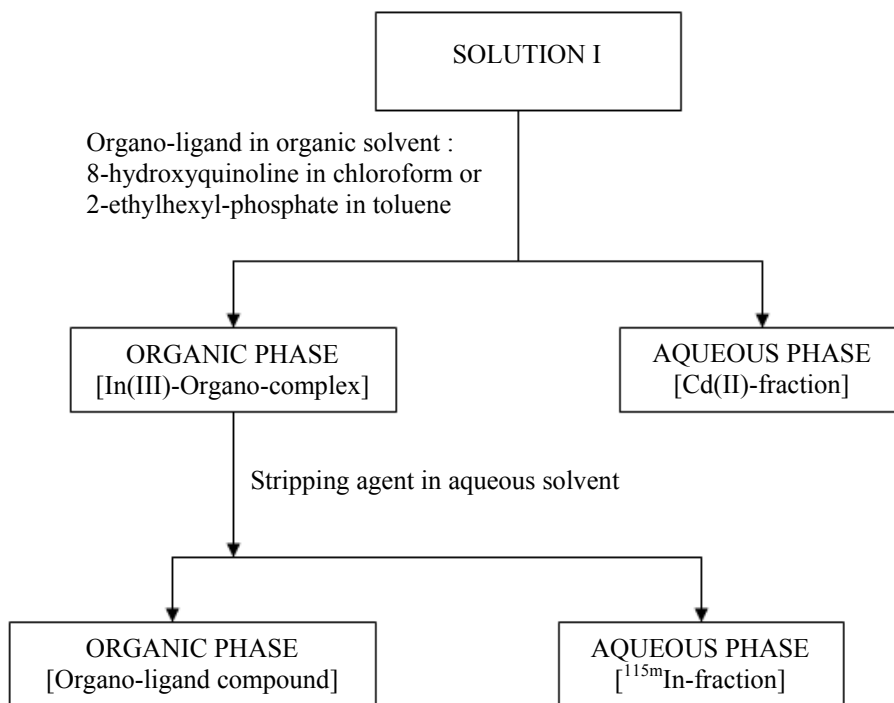 SOLUTION I
Organo-ligand in organic solvent :
8-hydroxyquinoline in chloroform or
2-ethylhexyl-phosphate in toluene
ORGANIC PHASE
[In(III)-Organo-complex]
AQUEOUS PHASE
[Cd(II)-fraction]
Stripping agent in aqueous solvent
ORGANIC PHASE
[Organo-ligand compound]
AQUEOUS PHASE
[¹¹⁵ᵐIn-fraction]